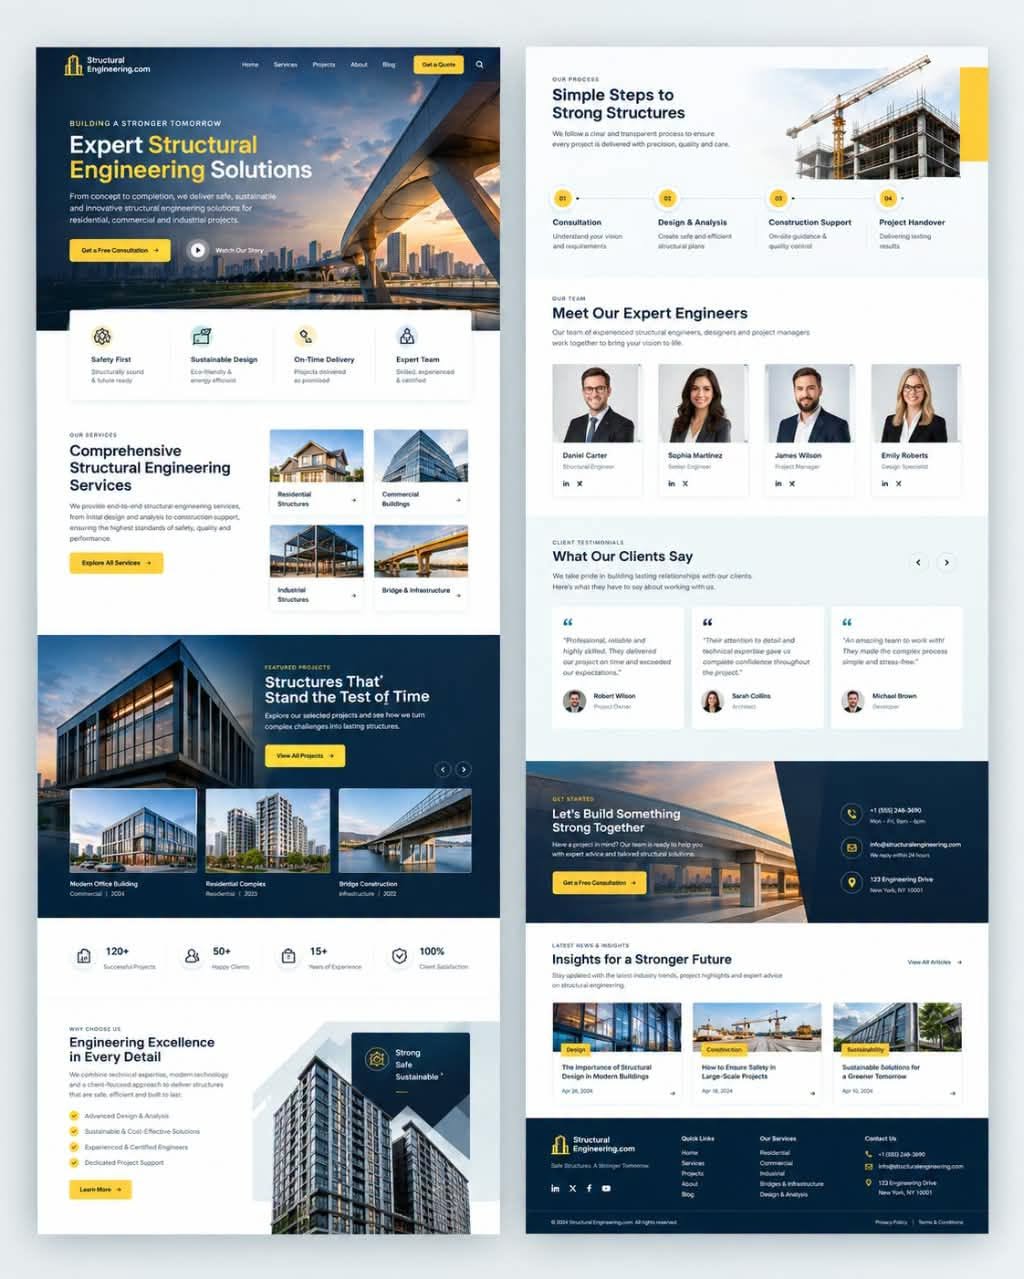 Structural
Engineering.com
Home
Services
Projects
About
Blog
Get a Quote
BUILDING A STRONGER TOMORROW
Expert Structural
Engineering Solutions
From concept to completion, we deliver safe, sustainable
and innovative structural engineering solutions for
residential, commercial and industrial projects.
Get a Free Consultation
Watch Our Story
Safety First
Structurally sound
& future ready
Sustainable Design
Eco-friendly &
energy efficient
On-Time Delivery
Projects delivered
as promised
Expert Team
Skilled, experienced
& certified
OUR SERVICES
Comprehensive
Structural Engineering
Services
We provide end-to-end structural engineering services,
from initial design and analysis to construction support,
ensuring the highest standards of safety, quality and
performance.
Explore All Services
Residential
Structures
Commercial
Buildings
Industrial
Structures
Bridge & Infrastructure
FEATURED PROJECTS
Structures That'
Stand the Test of Time
Explore our selected projects and see how we turn
complex challenges into lasting structures.
View All Projects
Modern Office Building
Commercial | 2024
Residential Complex
Residential | 2023
Bridge Construction
Infrastructure | 2022
120+
Successful Projects
50+
Happy Clients
15+
Years of Experience
100%
Client Satisfaction
WHY CHOOSE US
Engineering Excellence
in Every Detail
We combine technical expertise, modern technology
and a client-focused approach to deliver structures
that are safe, efficient and built to last.
Advanced Design & Analysis
Sustainable & Cost-Effective Solutions
Experienced & Certified Engineers
Dedicated Project Support
Learn More
Strong
Safe
Sustainable
OUR PROCESS
Simple Steps to
Strong Structures
We follow a clear and transparent process to ensure
every project is delivered with precision, quality and care.
01
Consultation
Understand your vision
and requirements
02
Design & Analysis
Create safe and efficient
structural plans
03
Construction Support
On-site guidance &
quality control
04
Project Handover
Delivering lasting
results
OUR TEAM
Meet Our Expert Engineers
Our team of experienced structural engineers, designers and project managers
work together to bring your vision to life.
Daniel Carter
Structural Engineer
Sophia Martinez
Senior Engineer
James Wilson
Project Manager
Emily Roberts
Design Specialist
CLIENT TESTIMONIALS
What Our Clients Say
We take pride in building lasting relationships with our clients.
Here's what they have to say about working with us.
"Professional, reliable and
highly skilled. They delivered
our project on time and exceeded
our expectations."
Robert Wilson
Project Owner
"Their attention to detail and
technical expertise gave us
complete confidence throughout
the project."
Sarah Collins
Architect
"An amazing team to work with!
They made the complex process
simple and stress-free."
Michael Brown
Developer
GET STARTED
Let's Build Something
Strong Together
Have a project in mind? Our team is ready to help you
with expert advice and tailored structural solutions.
Get a Free Consultation
+1 (555) 246-3690
Mon - Fri, 9am - 6pm
info@structuralengineering.com
We reply within 24 hours
123 Engineering Drive
New York, NY 10001
LATEST NEWS & INSIGHTS
Insights for a Stronger Future
Stay updated with the latest industry trends, project highlights and expert advice
on structural engineering.
View All Articles
Design
The Importance of Structural
Design in Modern Buildings
Apr 26, 2024
Construction
How to Ensure Safety in
Large-Scale Projects
Apr 18, 2024
Sustainability
Sustainable Solutions for
a Greener Tomorrow
Apr 10, 2024
Structural
Engineering.com
Safe Structures. A Stronger Tomorrow.
Quick Links
Home
Services
Projects
About
Blog
Our Services
Residential
Commercial
Industrial
Bridges & Infrastructure
Design & Analysis
Contact Us
+1 (555) 246-3690
info@structuralengineering.com
123 Engineering Drive
New York, NY 10001
© 2024 Structural Engineering.com. All rights reserved.
Privacy Policy | Terms & Conditions